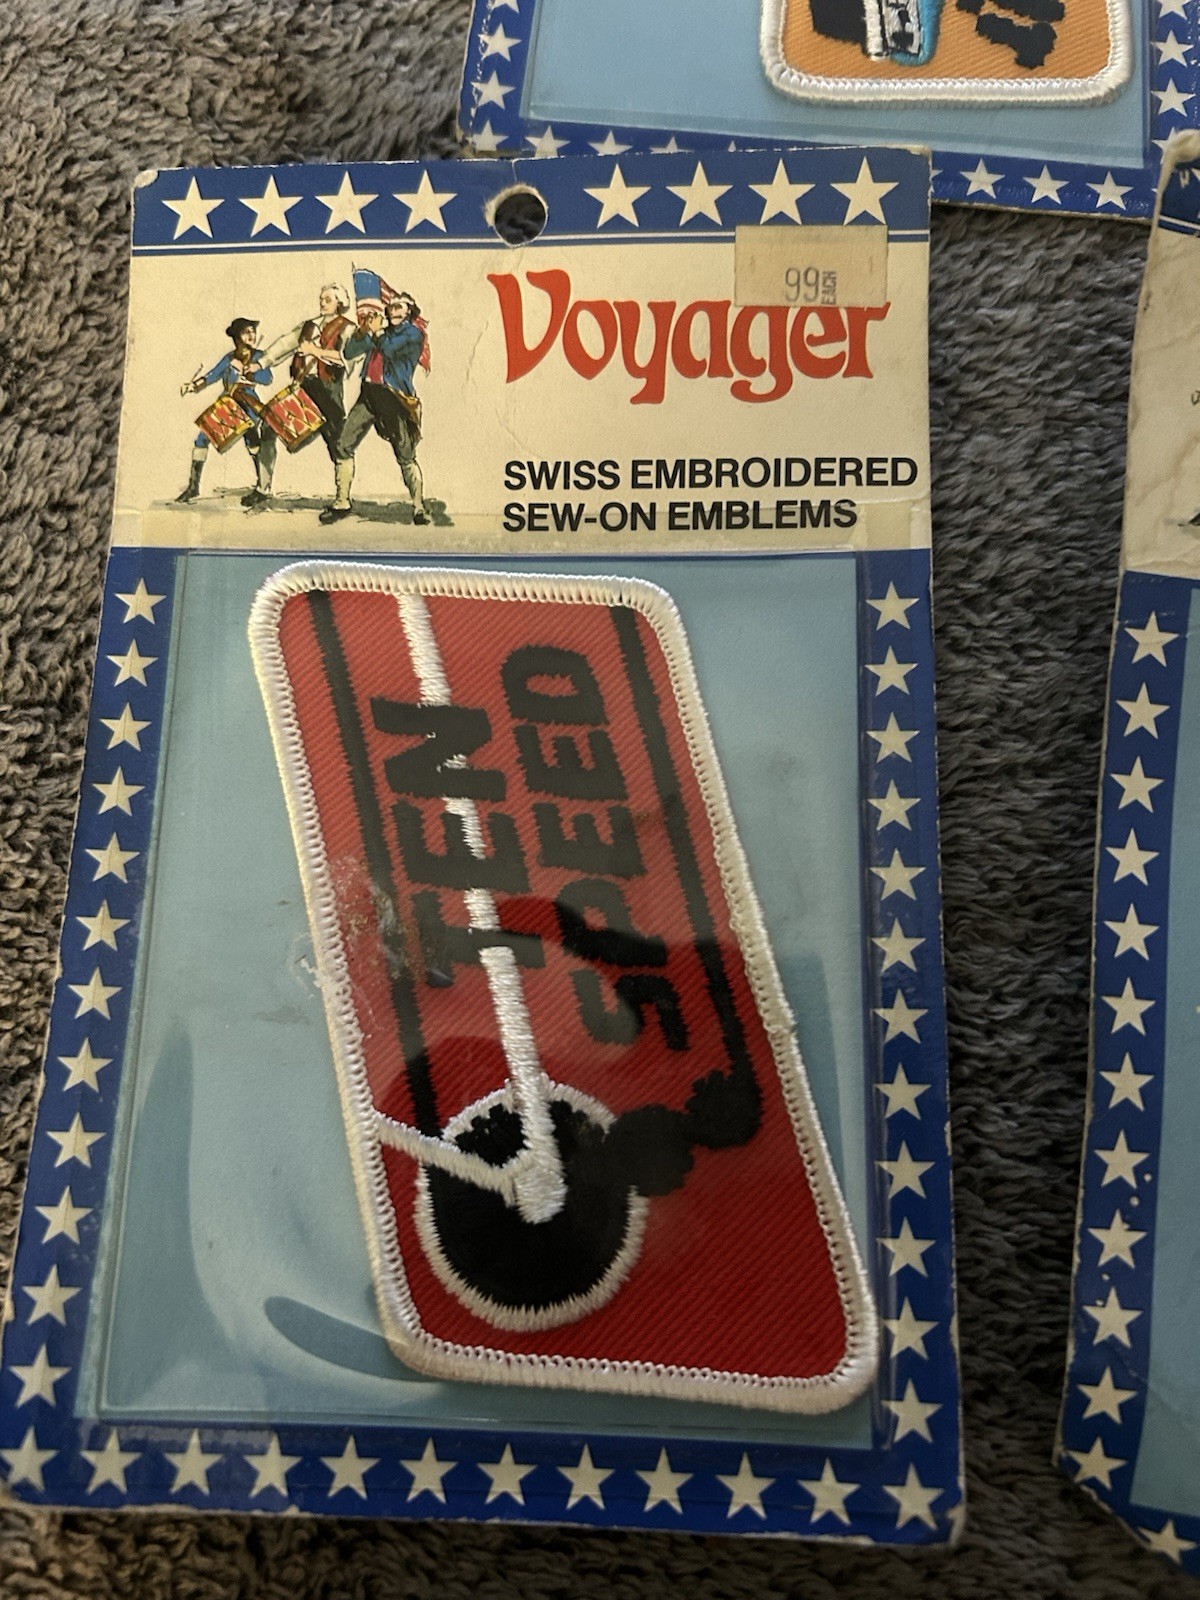 99 EACH
Voyager
SWISS EMBROIDERED
SEW-ON EMBLEMS
TEN
SPEED